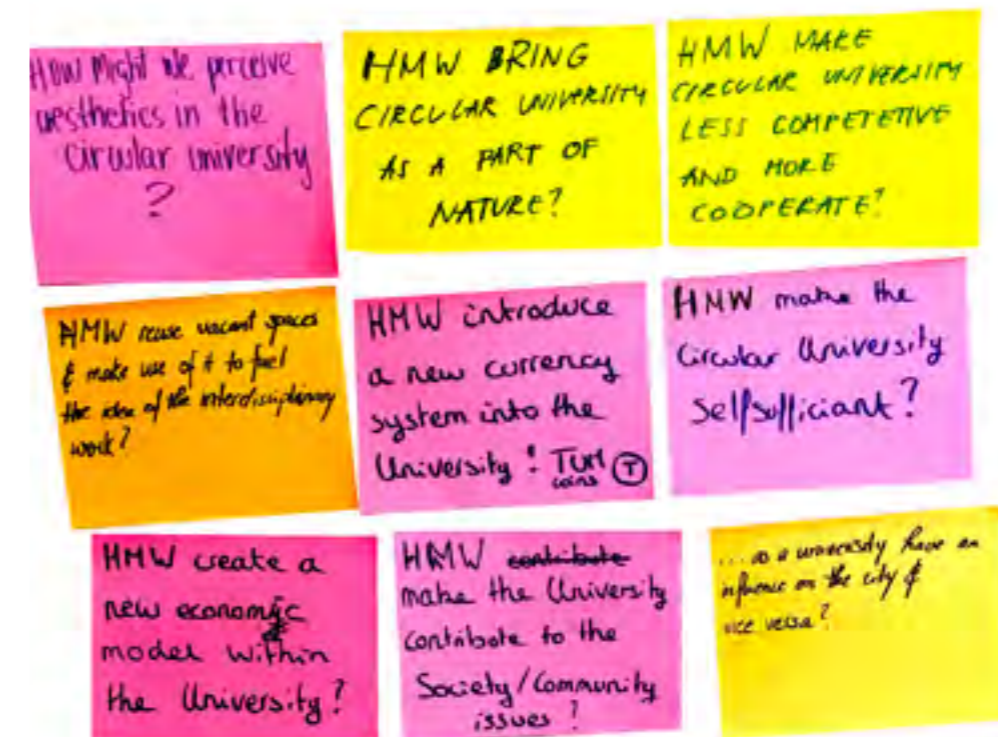 How might we perceive
aesthetics in the
circular university
?
HMW BRING
CIRCULAR UNIVERSITY
AS A PART OF
NATURE?
HMW MAKE
CIRCULAR UNIVERSITY
LESS COMPETETIVE
AND MORE
COOPERATE?
HMW reuse vacant spaces
& make use of it to fuel
the idea of the interdisciplinary
work?
HMW introduce
a new currency
system into the
University!
coins T
HMW make the
Circular University
selfsufficiant?
HMW create a
new economic
model within
the University?
HMW contribute
make the University
contribute to the
Society/Community
issues?
...as a university have an
influence on the city &
vice versa?